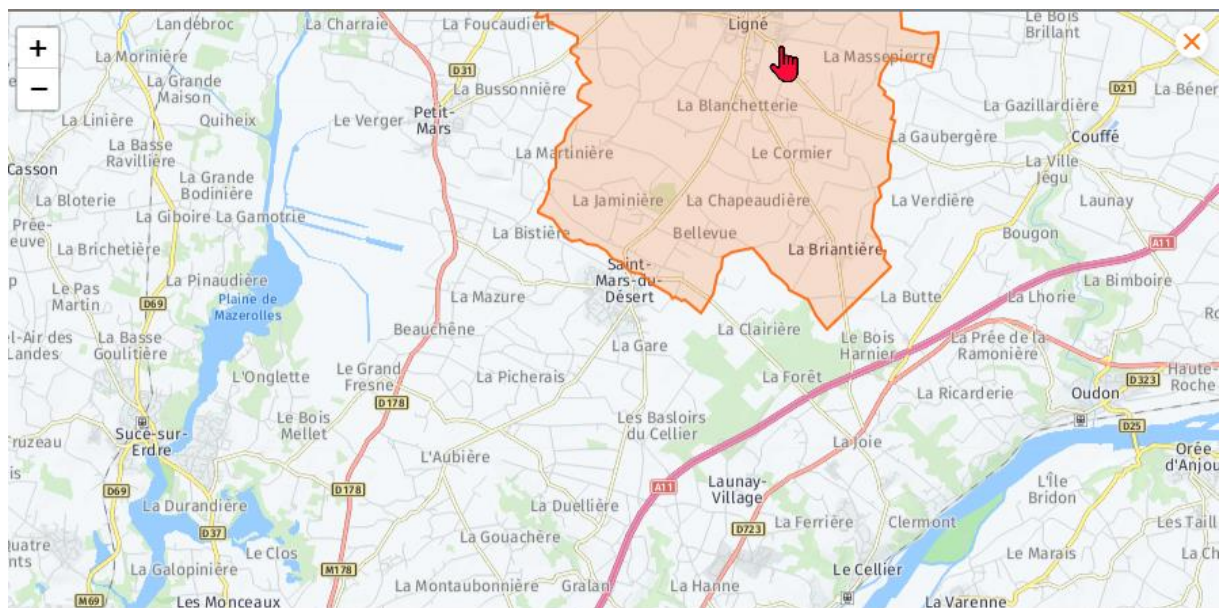 Landébroc
La Charraie
La Foucaudière
Ligné
Le Bois
Brillant
+
La Morinière
La Massepierre
D31
La Grande
Maison
La Bussonnière
D21
La Béner
−
La Blanchetterie
La Gazillardière
La Linière
Quiheix
Le Verger
Petit-
Mars
La Gaubergère
Couffé
La Basse
Ravillière
La Martinière
Le Cormier
Casson
La Ville
Jégu
La Grande
Bodinière
La Bloterie
La Jaminière
La Chapeaudière
La Verdière
Launay
La Giboire
La Gamotrie
Prée-
euve
La Bistière
Bellevue
Bougon
A11
La Brichetière
La Briantière
Saint-
Mars-du-
Désert
La Pinaudière
La Bimboire
Le Pas
Martin
D69
Plaine de
Mazerolles
La Mazure
La Butte
La Lhorie
Beauchêne
La Clairière
el-Air des
Landes
La Basse
Goulitière
La Gare
Le Bois
Harnier
La Prée de la
Ramonière
L'Onglette
Le Grand
Fresne
La Picherais
La Forêt
Haute-
Roche
D323
La Ricarderie
Oudon
D178
Le Bois
Mellet
Les Basloirs
du Cellier
D25
Sucé-sur-
Erdre
La Joie
Fruzeau
L'Aubière
Orée
d'Anjou
D69
D178
A11
Launay-
Village
L'Île
Bridon
La Durandière
La Duellière
D37
D723
La Ferrière
Clermont
Les Taill
La Gouachère
Quatre
nts
Le Clos
Le Marais
La Ch
La Galopinière
M178
Le Cellier
La Montaubonnière
Gralan
La Hanne
M69
Les Monceaux
La Varenne